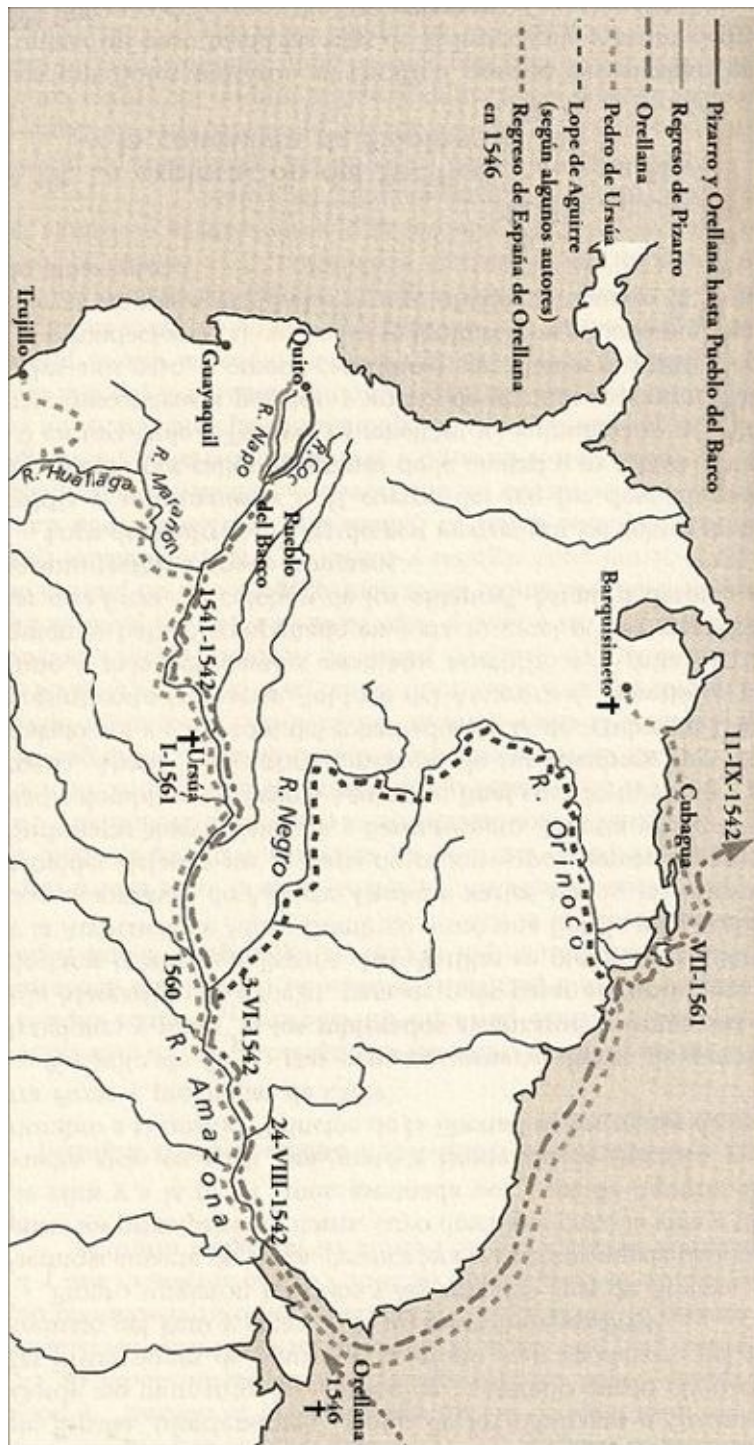 Pizarro y Orellana hasta Pueblo del Barco
Regreso de Pizarro
Orellana
Pedro de Ursúa
Lope de Aguirre
(según algunos autores)
Regreso de España de Orellana
en 1546
11-IX-1542
Cubagua
VII-1561
Barquisimeto
R. Orinoco
Quito
R. Coca
R. Napo
Guayaquil
Pueblo
del Barco
Trujillo
R. Marañon
R. Huallaga
1541-1542
Ursúa
I-1561
R. Negro
3-VI-1542
1560
R. Amazonas
24-VIII-1542
Orellana
1546